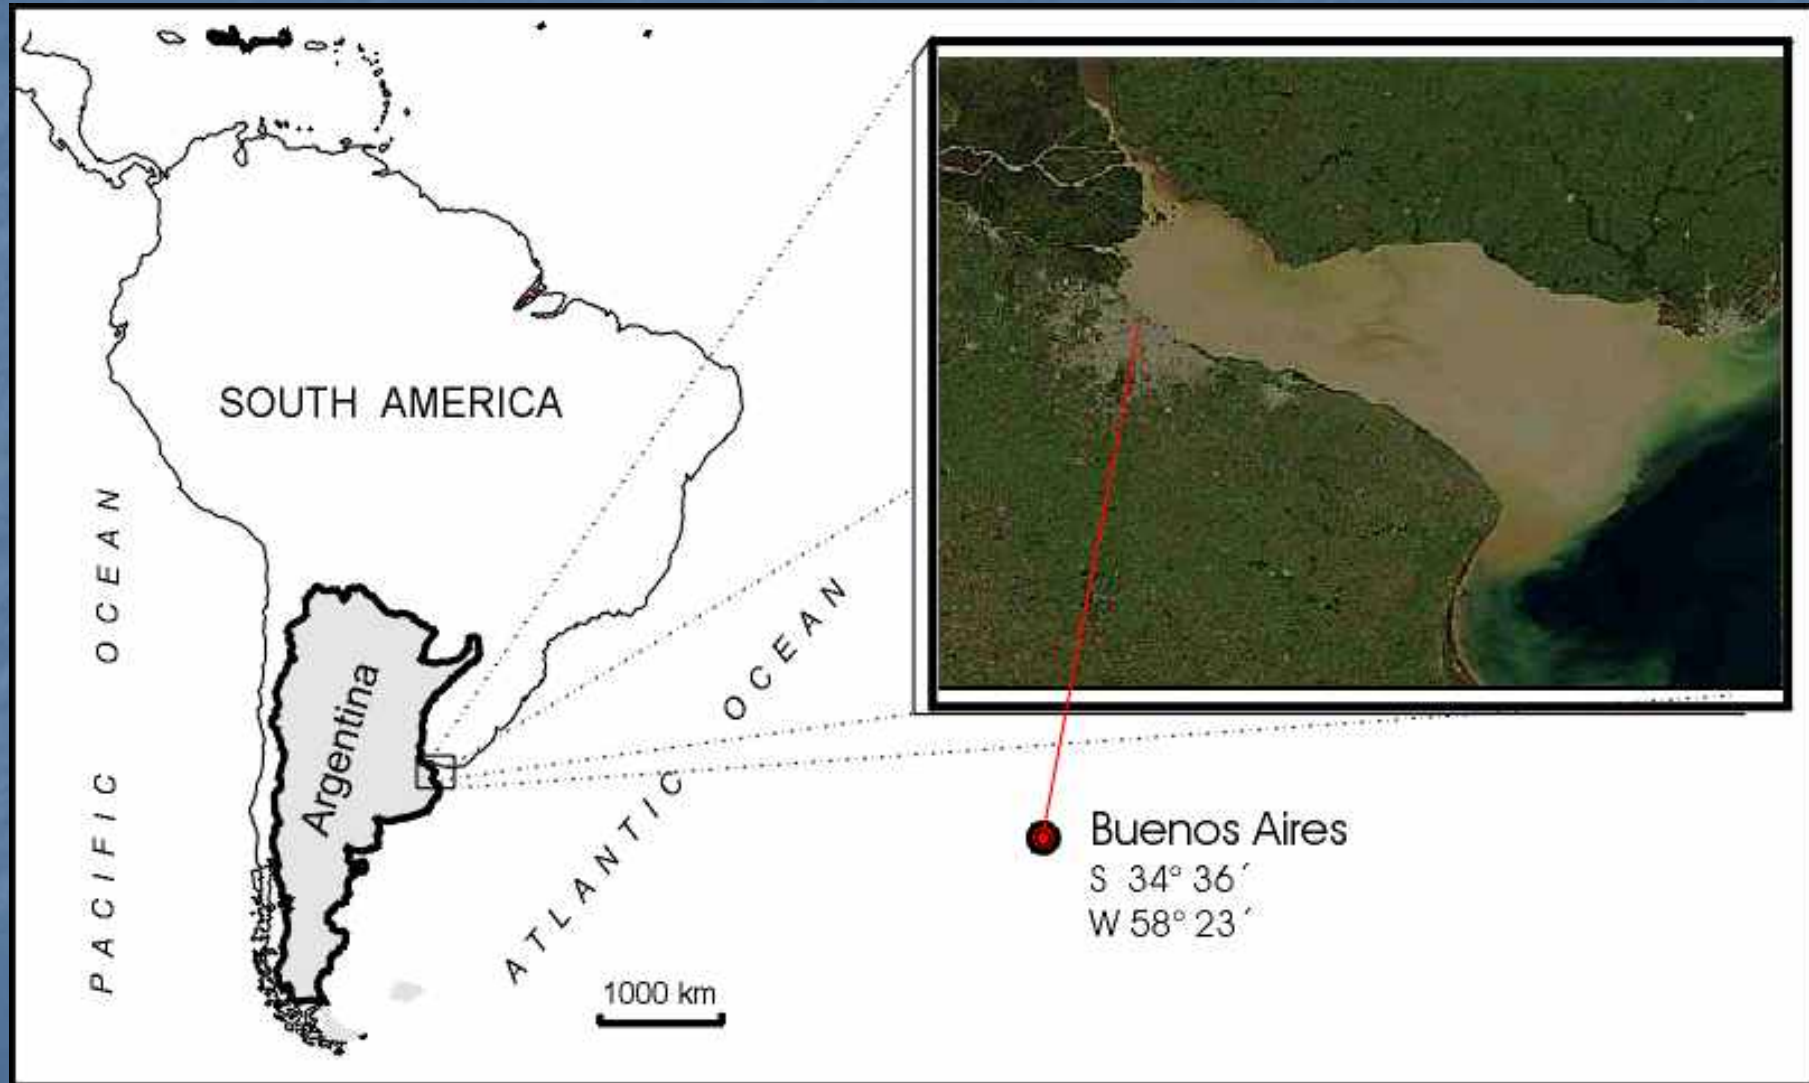 SOUTH AMERICA
PACIFIC OCEAN
Argentina
ATLANTIC OCEAN
1000 km
Buenos Aires
S 34° 36´
W 58° 23´